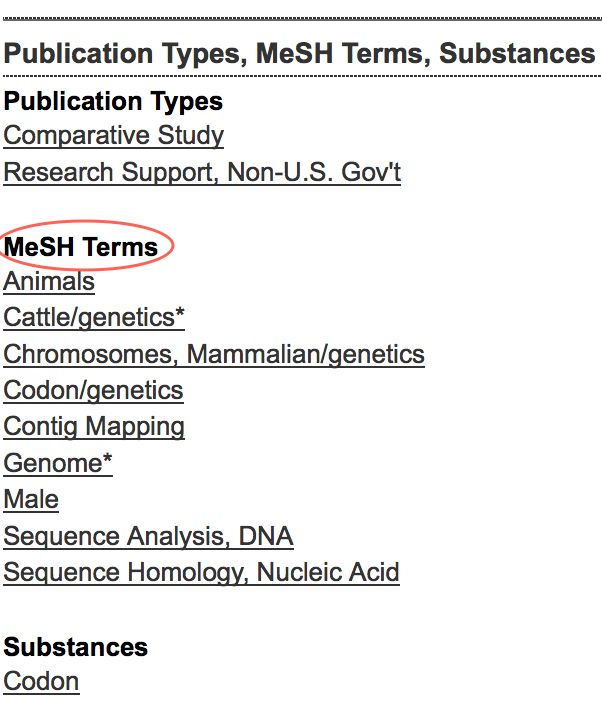 Publication Types, MeSH Terms, Substances
Publication Types
Comparative Study
Research Support, Non-U.S. Gov't
MeSH Terms
Animals
Cattle/genetics*
Chromosomes, Mammalian/genetics
Codon/genetics
Contig Mapping
Genome*
Male
Sequence Analysis, DNA
Sequence Homology, Nucleic Acid
Substances
Codon